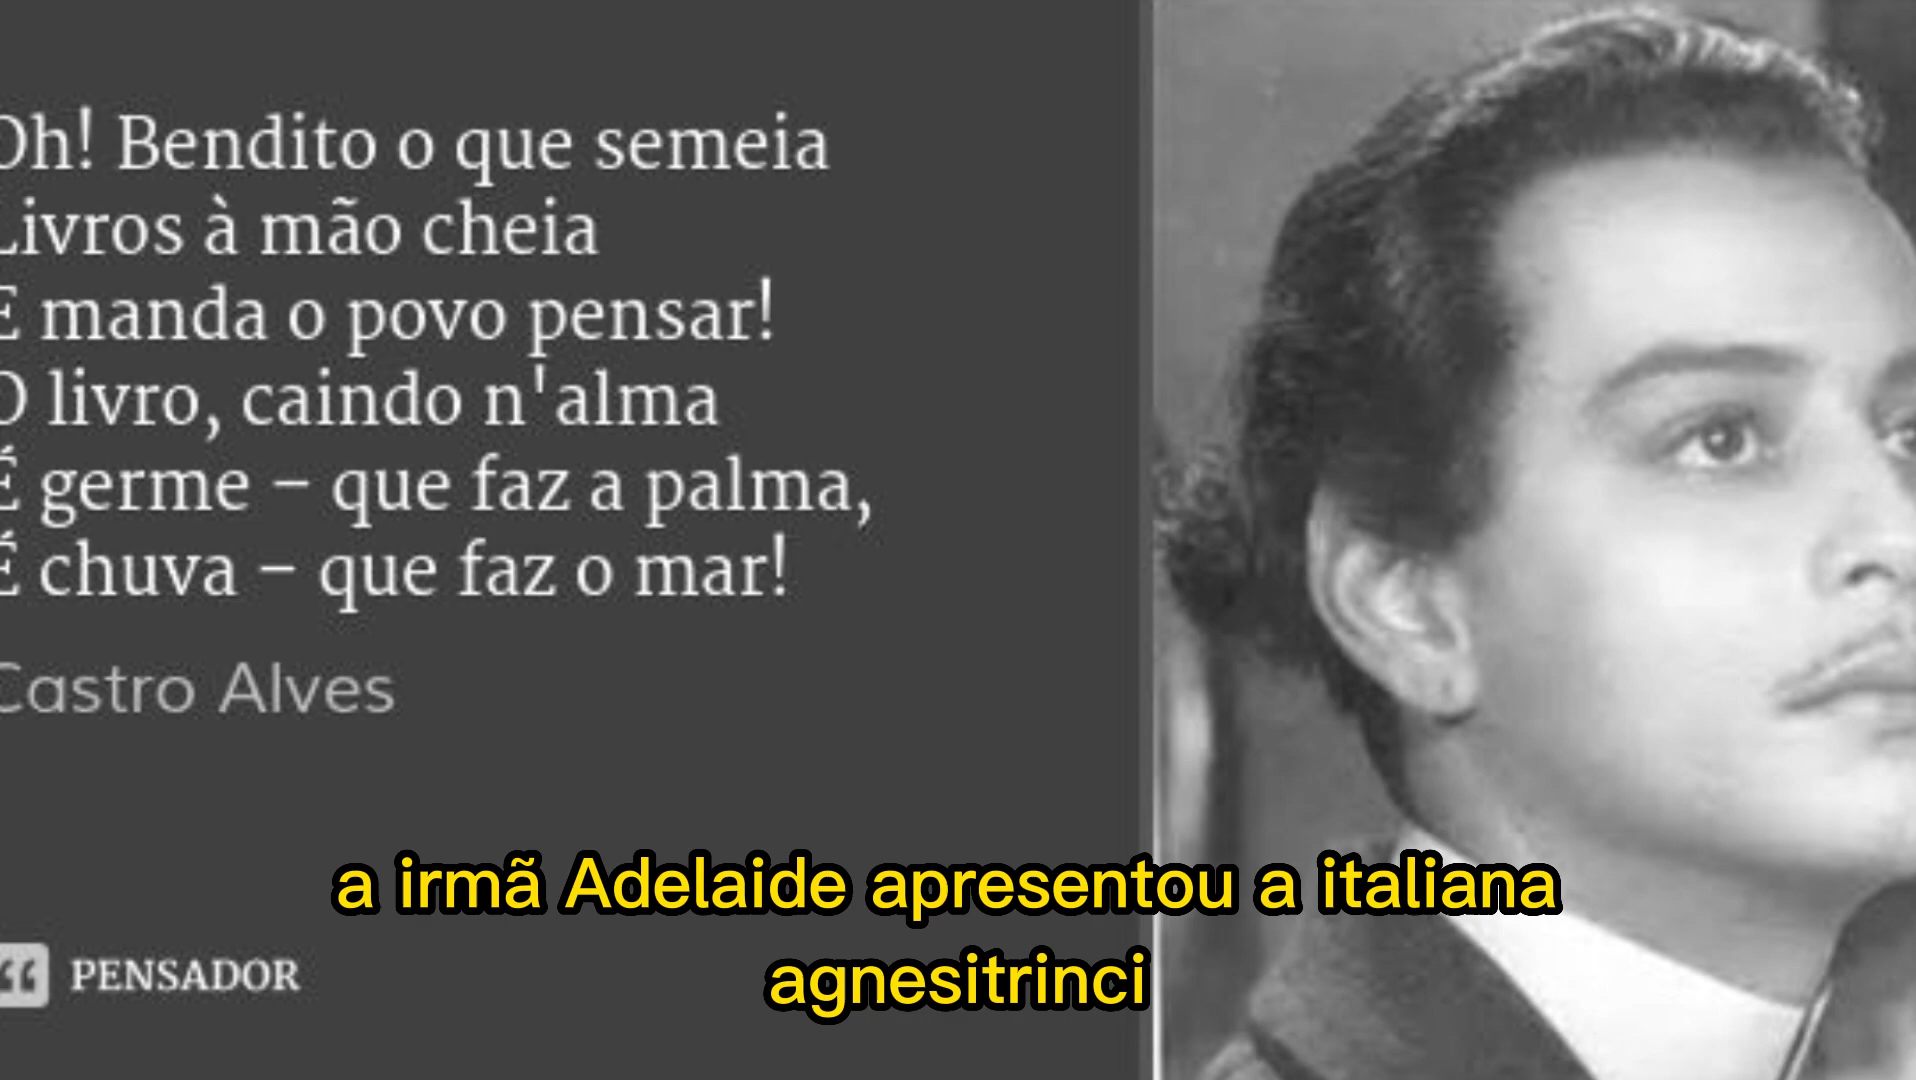 Oh! Bendito o que semeia
Livros à mão cheia
E manda o povo pensar!
O livro, caindo n'alma
É germe – que faz a palma,
É chuva – que faz o mar!
Castro Alves
PENSADOR
a irmã Adelaide apresentou a italiana
agnesitrinci